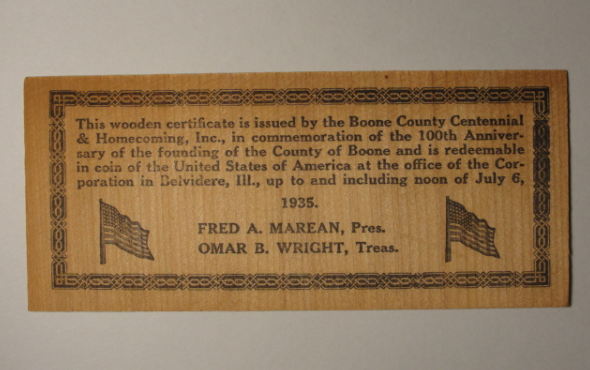 This wooden certificate is issued by the Boone County Centennial
& Homecoming, Inc., in commemoration of the 100th Anniver-
sary of the founding of the County of Boone and is redeemable
in coin of the United States of America at the office of the Cor-
poration in Belvidere, Ill., up to and including noon of July 6,
1935.
FRED A. MAREAN, Pres.
OMAR B. WRIGHT, Treas.